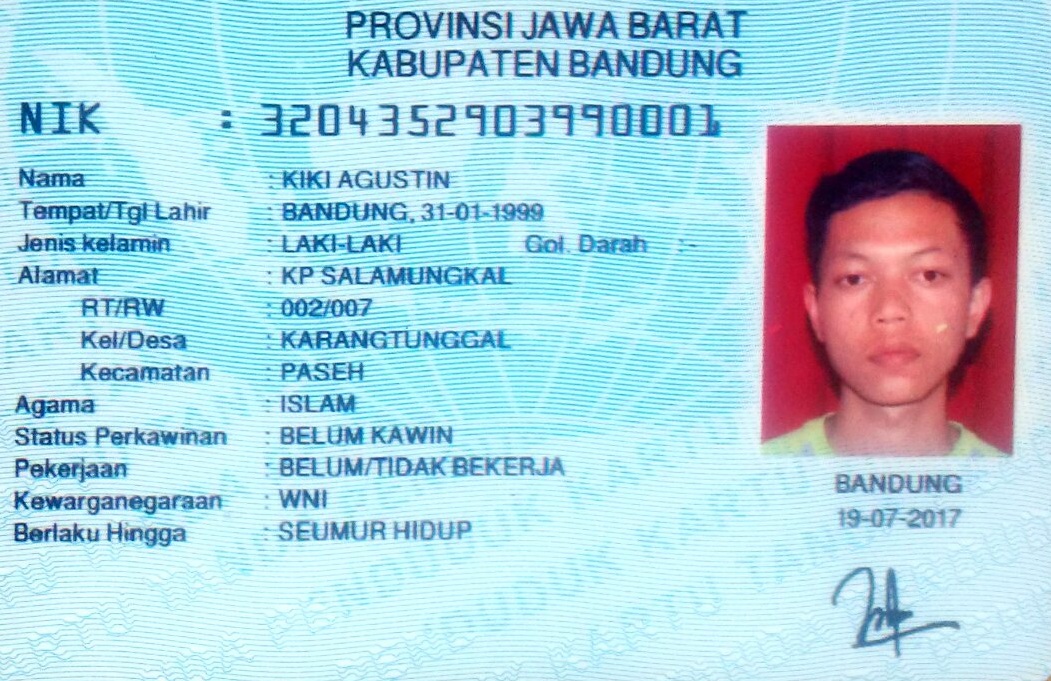 PROVINSI JAWA BARAT
KABUPATEN BANDUNG
NIK : 3204352903990001
Nama : KIKI AGUSTIN
Tempat/Tgl Lahir : BANDUNG, 31-01-1999
Jenis kelamin : LAKI-LAKI Gol. Darah :-
Alamat : KP SALAMUNGKAL
RT/RW : 002/007
Kel/Desa : KARANGTUNGGAL
Kecamatan : PASEH
Agama : ISLAM
Status Perkawinan : BELUM KAWIN
Pekerjaan : BELUM/TIDAK BEKERJA
Kewarganegaraan : WNI
Berlaku Hingga : SEUMUR HIDUP
BANDUNG
19-07-2017